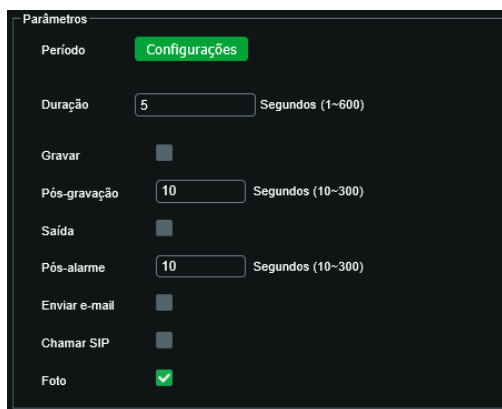 Parâmetros
Período Configurações
Duração 5 Segundos (1~600)
Gravar
Pós-gravação 10 Segundos (10~300)
Saída
Pós-alarme 10 Segundos (10~300)
Enviar e-mail
Chamar SIP
Foto